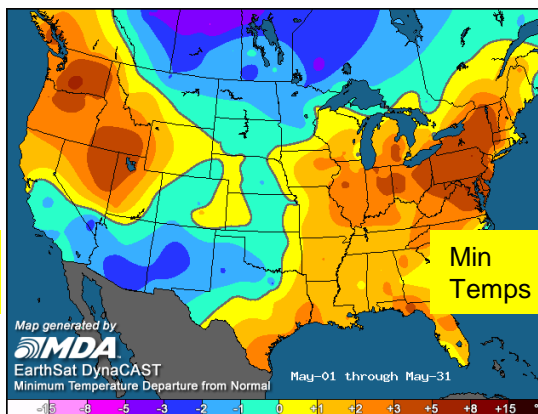 Min
Temps
Map generated by
MDA
EarthSat DynaCAST
Minimum Temperature Departure from Normal
May-01 through May-31
-15 -8 -5 -3 -2 -1 0 +1 +2 +3 +5 +8 +15